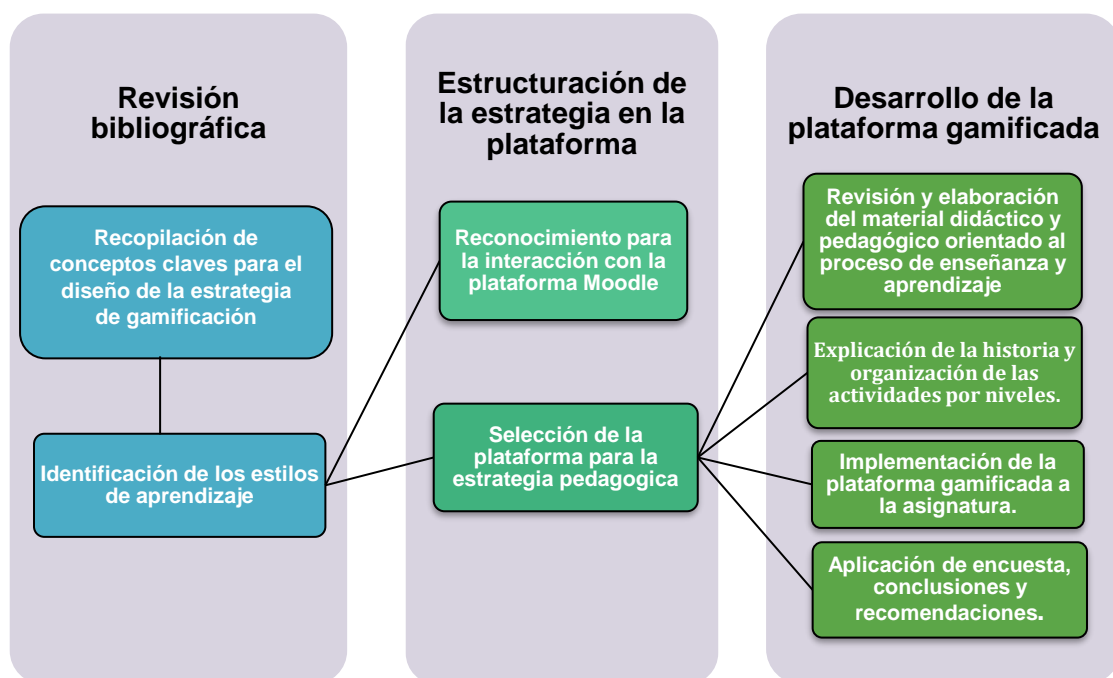 Revisión
bibliográfica
Recopilación de
conceptos claves para el
diseño de la estrategia
de gamificación
Identificación de los estilos
de aprendizaje
Estructuración de
la estrategia en la
plataforma
Reconocimiento para
la interacción con la
plataforma Moodle
Selección de la
plataforma para la
estrategia pedagogica
Desarrollo de la
plataforma gamificada
Revisión y elaboración
del material didáctico y
pedagógico orientado al
proceso de enseñanza y
aprendizaje
Explicación de la historia y
organización de las
actividades por niveles.
Implementación de la
plataforma gamificada a
la asignatura.
Aplicación de encuesta,
conclusiones y
recomendaciones.